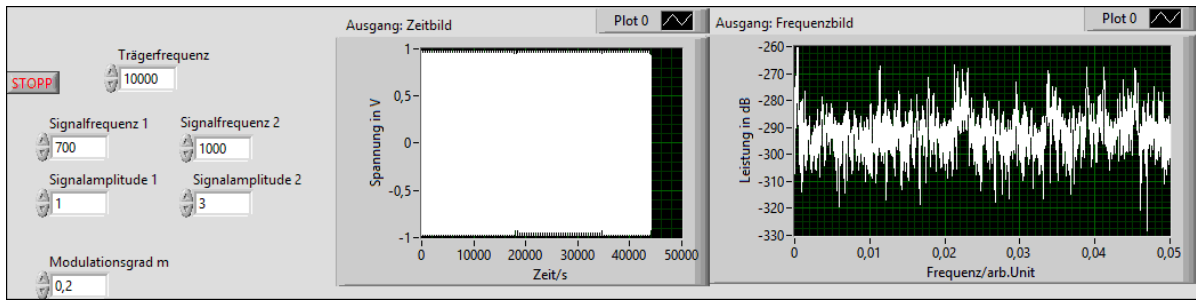 STOPP
Trägerfrequenz
10000
Signalfrequenz 1
Signalfrequenz 2
700
1000
Signalamplitude 1
Signalamplitude 2
1
3
Modulationsgrad m
0,2
Ausgang: Zeitbild
Plot 0
Spannung in V
1-
0,5-
0-
-0,5-
-1-
0
10000
20000
30000
40000
50000
Zeit/s
Ausgang: Frequenzbild
Plot 0
Leistung in dB
-260-
-270-
-280-
-290-
-300-
-310-
-320-
-330-
0
0,01
0,02
0,03
0,04
0,05
Frequenz/arb.Unit